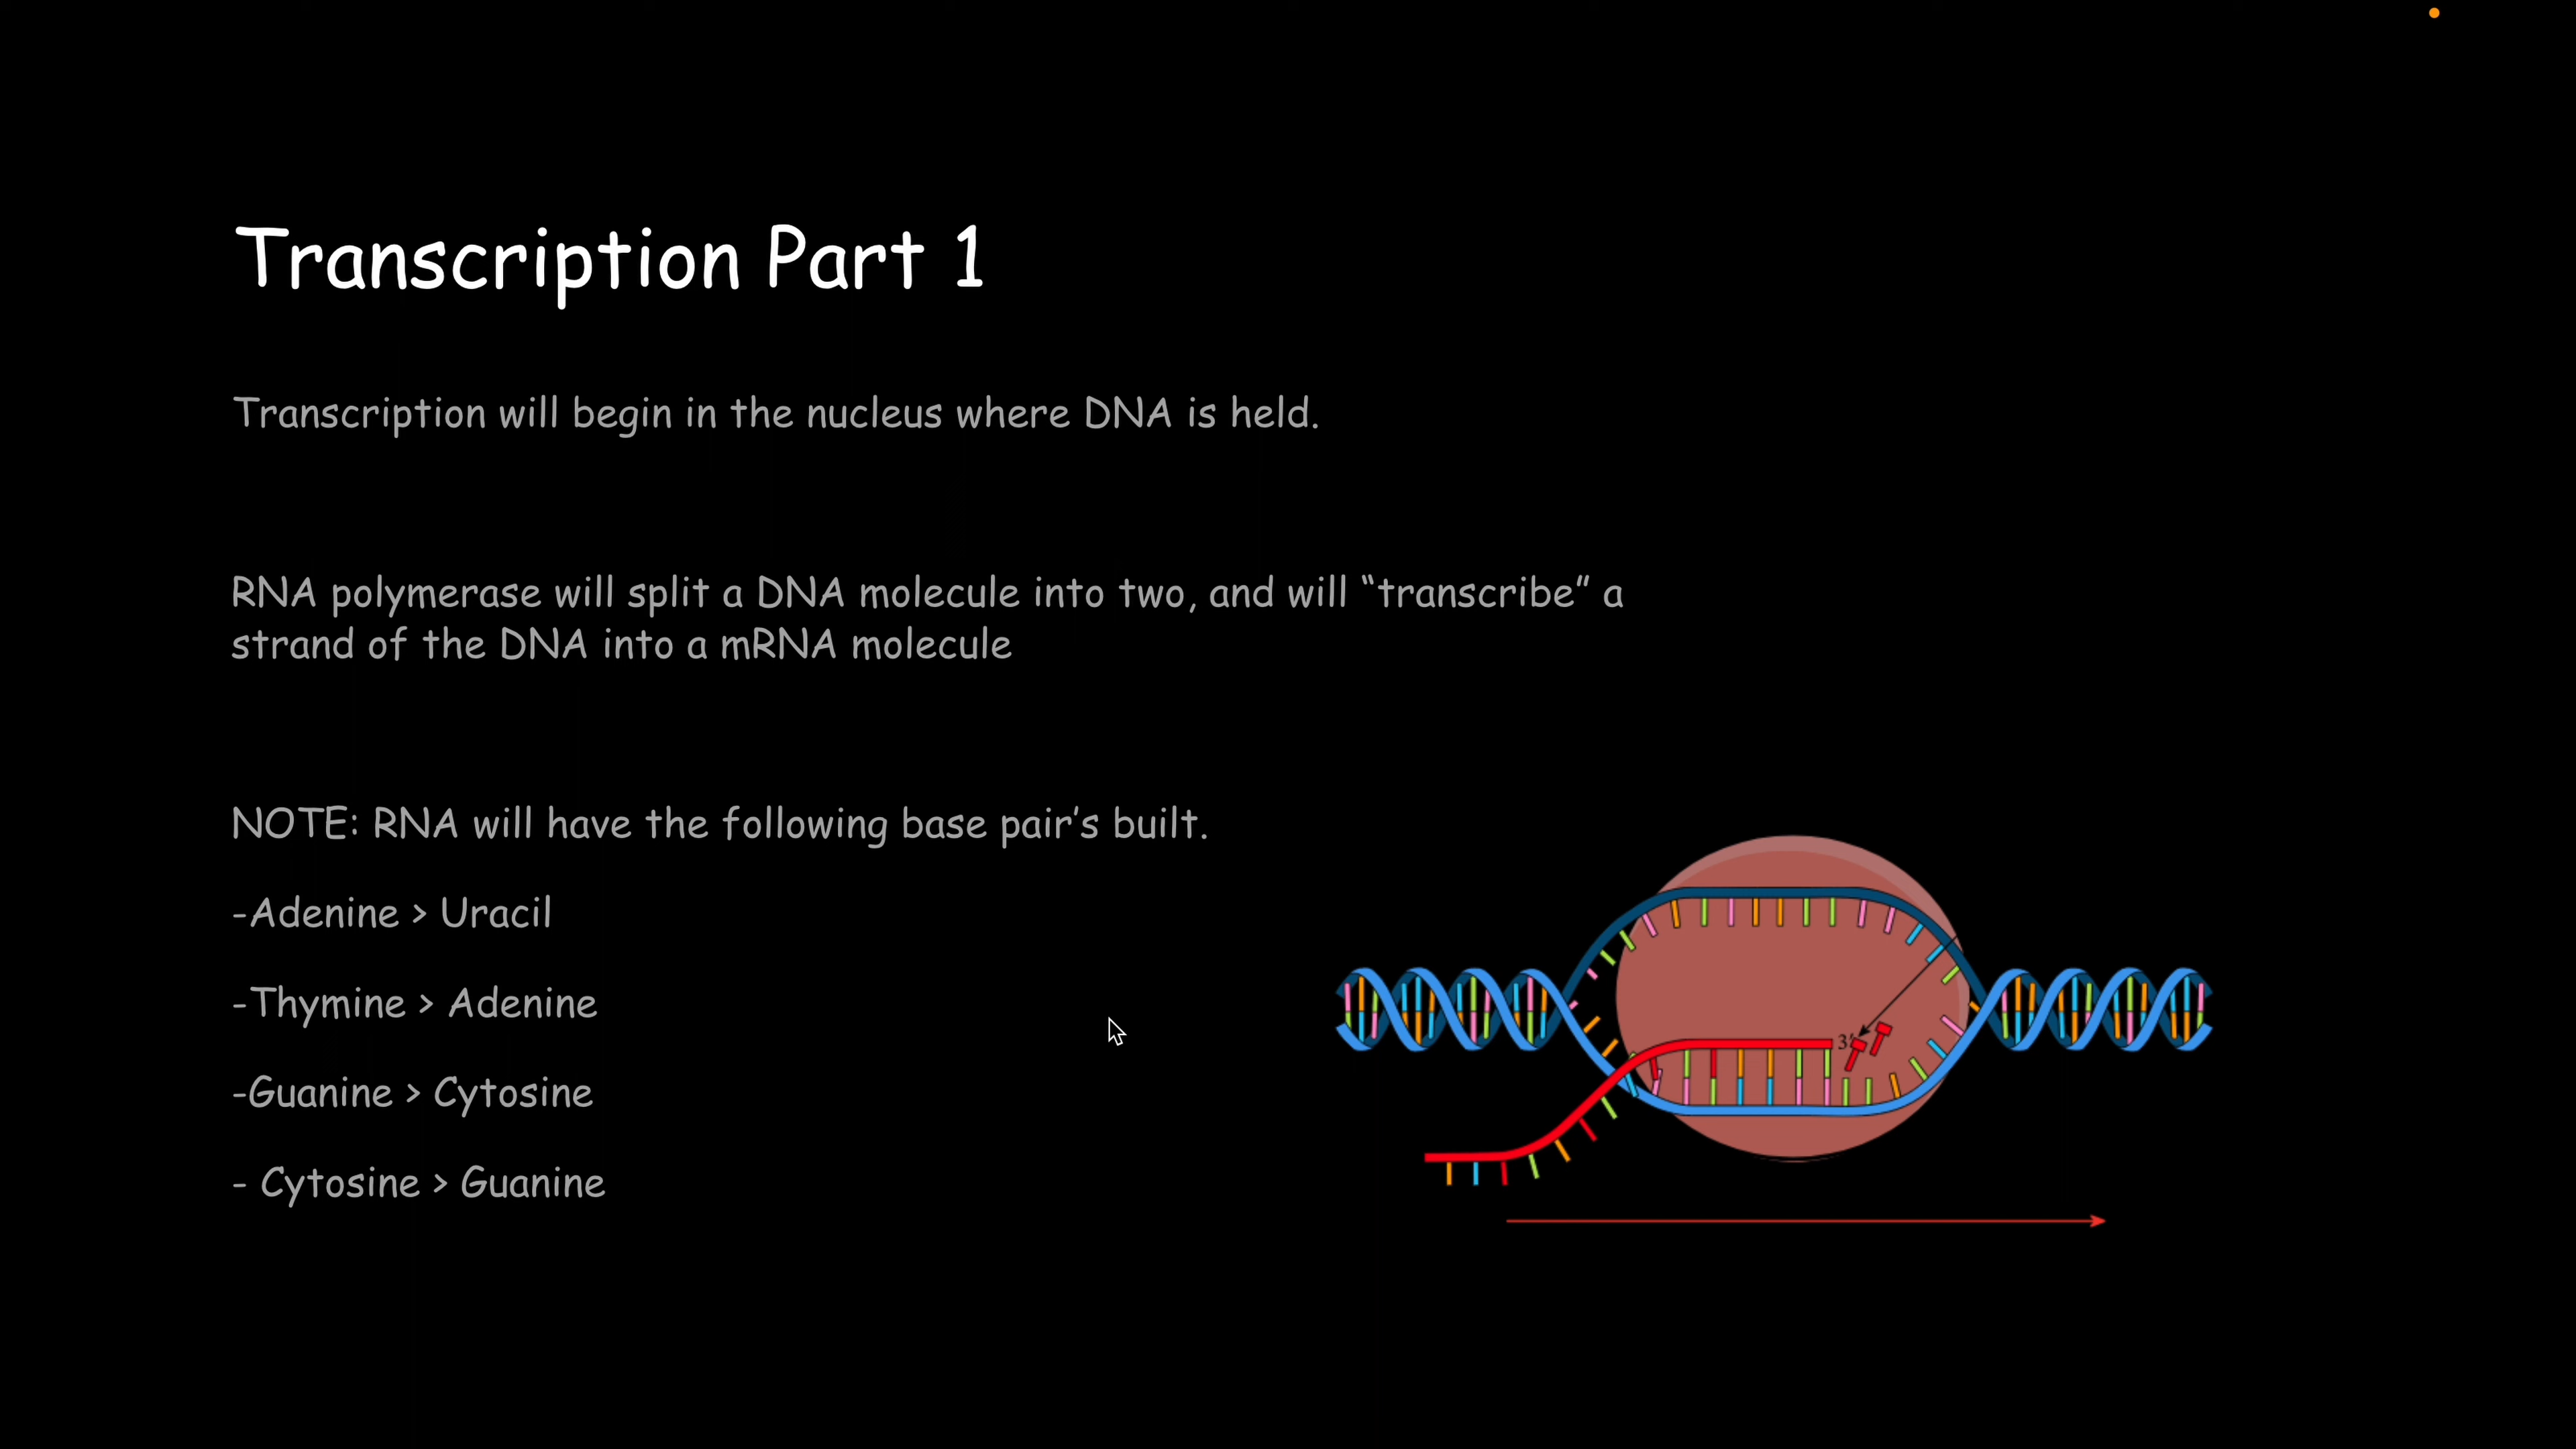 Transcription Part 1
Transcription will begin in the nucleus where DNA is held.
RNA polymerase will split a DNA molecule into two, and will “transcribe” a
strand of the DNA into a mRNA molecule
NOTE: RNA will have the following base pair’s built.
-Adenine > Uracil
-Thymine > Adenine
-Guanine > Cytosine
- Cytosine > Guanine
3'